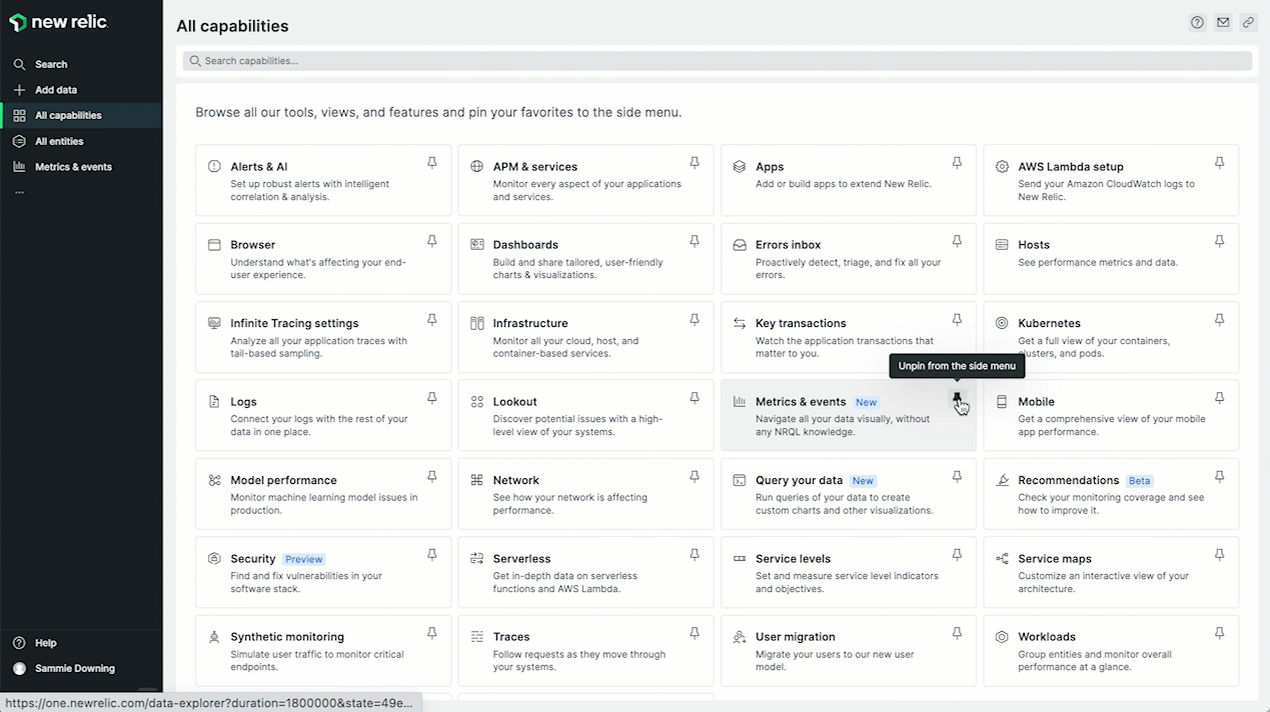 new relic
All capabilities
Search capabilities...
Search
Add data
All capabilities
All entities
Metrics & events
...
Browse all our tools, views, and features and pin your favorites to the side menu.
Alerts & AI
Set up robust alerts with intelligent
correlation & analysis.
APM & services
Monitor every aspect of your applications
and services.
Apps
Add or build apps to extend New Relic.
AWS Lambda setup
Send your Amazon CloudWatch logs to
New Relic.
Browser
Understand what's affecting your end-
user experience.
Dashboards
Build and share tailored, user-friendly
charts & visualizations.
Errors inbox
Proactively detect, triage, and fix all your
errors.
Hosts
See performance metrics and data.
Infinite Tracing settings
Analyze all your application traces with
tail-based sampling.
Infrastructure
Monitor all your cloud, host, and
container-based services.
Key transactions
Watch the application transactions that
matter to you.
Kubernetes
Get a full view of your containers,
clusters, and pods.
Unpin from the side menu
Logs
Connect your logs with the rest of your
data in one place.
Lookout
Discover potential issues with a high-
level view of your systems.
Metrics & events New
Navigate all your data visually, without
any NRQL knowledge.
Mobile
Get a comprehensive view of your mobile
app performance.
Model performance
Monitor machine learning model issues in
production.
Network
See how your network is affecting
performance.
Query your data New
Run queries of your data to create
custom charts and other visualizations.
Recommendations Beta
Check your monitoring coverage and see
how to improve it.
Security Preview
Find and fix vulnerabilities in your
software stack.
Serverless
Get in-depth data on serverless
functions and AWS Lambda.
Service levels
Set and measure service level indicators
and objectives.
Service maps
Customize an interactive view of your
architecture.
Synthetic monitoring
Simulate user traffic to monitor critical
endpoints.
Traces
Follow requests as they move through
your systems.
User migration
Migrate your users to our new user
model.
Workloads
Group entities and monitor overall
performance at a glance.
Help
Sammie Downing
https://one.newrelic.com/data-explorer?duration=1800000&state=49e...